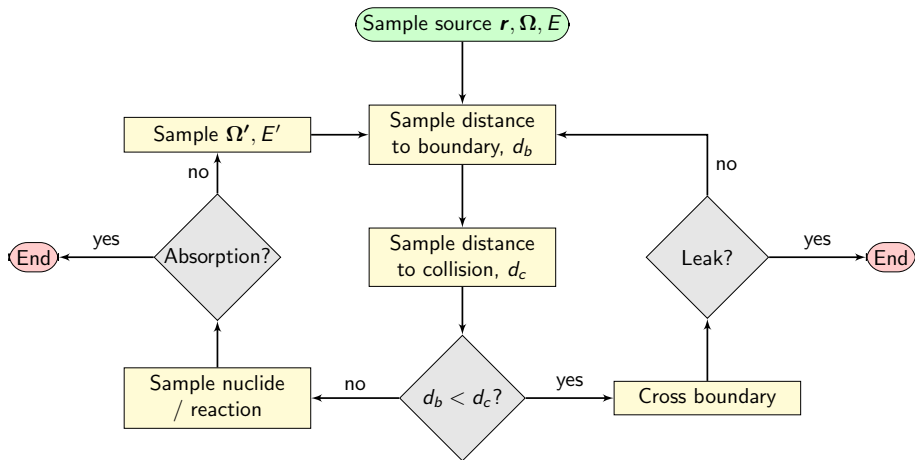 Sample source r, Ω, E
Sample Ω′, E′
Sample distance
to boundary, d_b
no
no
End
yes
Absorption?
Sample distance
to collision, d_c
Leak?
yes
End
Sample nuclide
/ reaction
no
d_b < d_c?
yes
Cross boundary